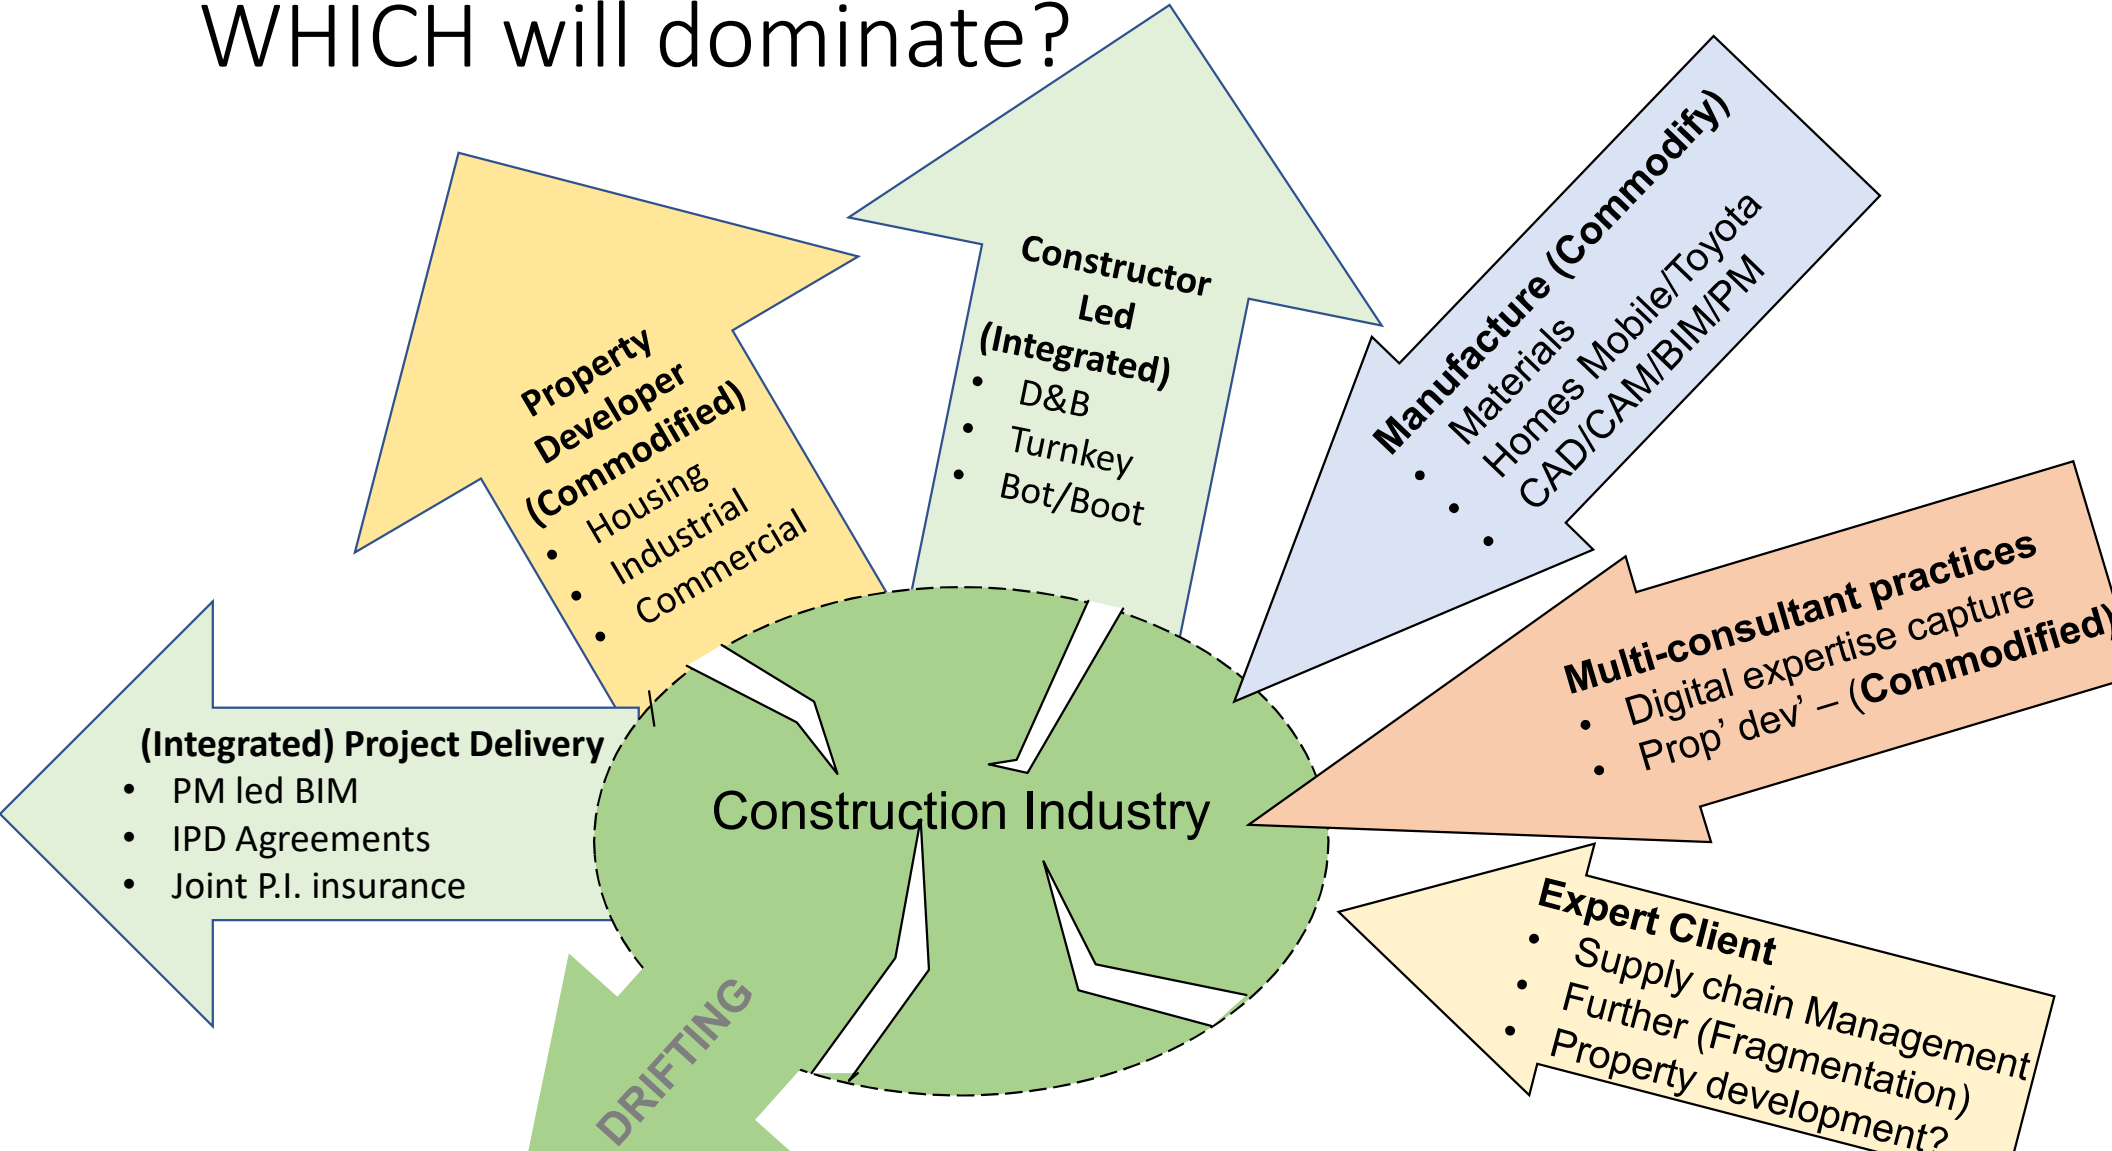 WHICH will dominate?
Property
Developer
(Commodified)
• Housing
• Industrial
• Commercial
Constructor
Led
(Integrated)
• D&B
• Turnkey
• Bot/Boot
Manufacture (Commodify)
• Materials
• Homes Mobile/Toyota
• CAD/CAM/BIM/PM
Multi-consultant practices
• Digital expertise capture
• Prop’ dev’ – (Commodified)
Expert Client
• Supply chain Management
• Further (Fragmentation)
• Property development?
(Integrated) Project Delivery
• PM led BIM
• IPD Agreements
• Joint P.I. insurance
Construction Industry
DRIFTING